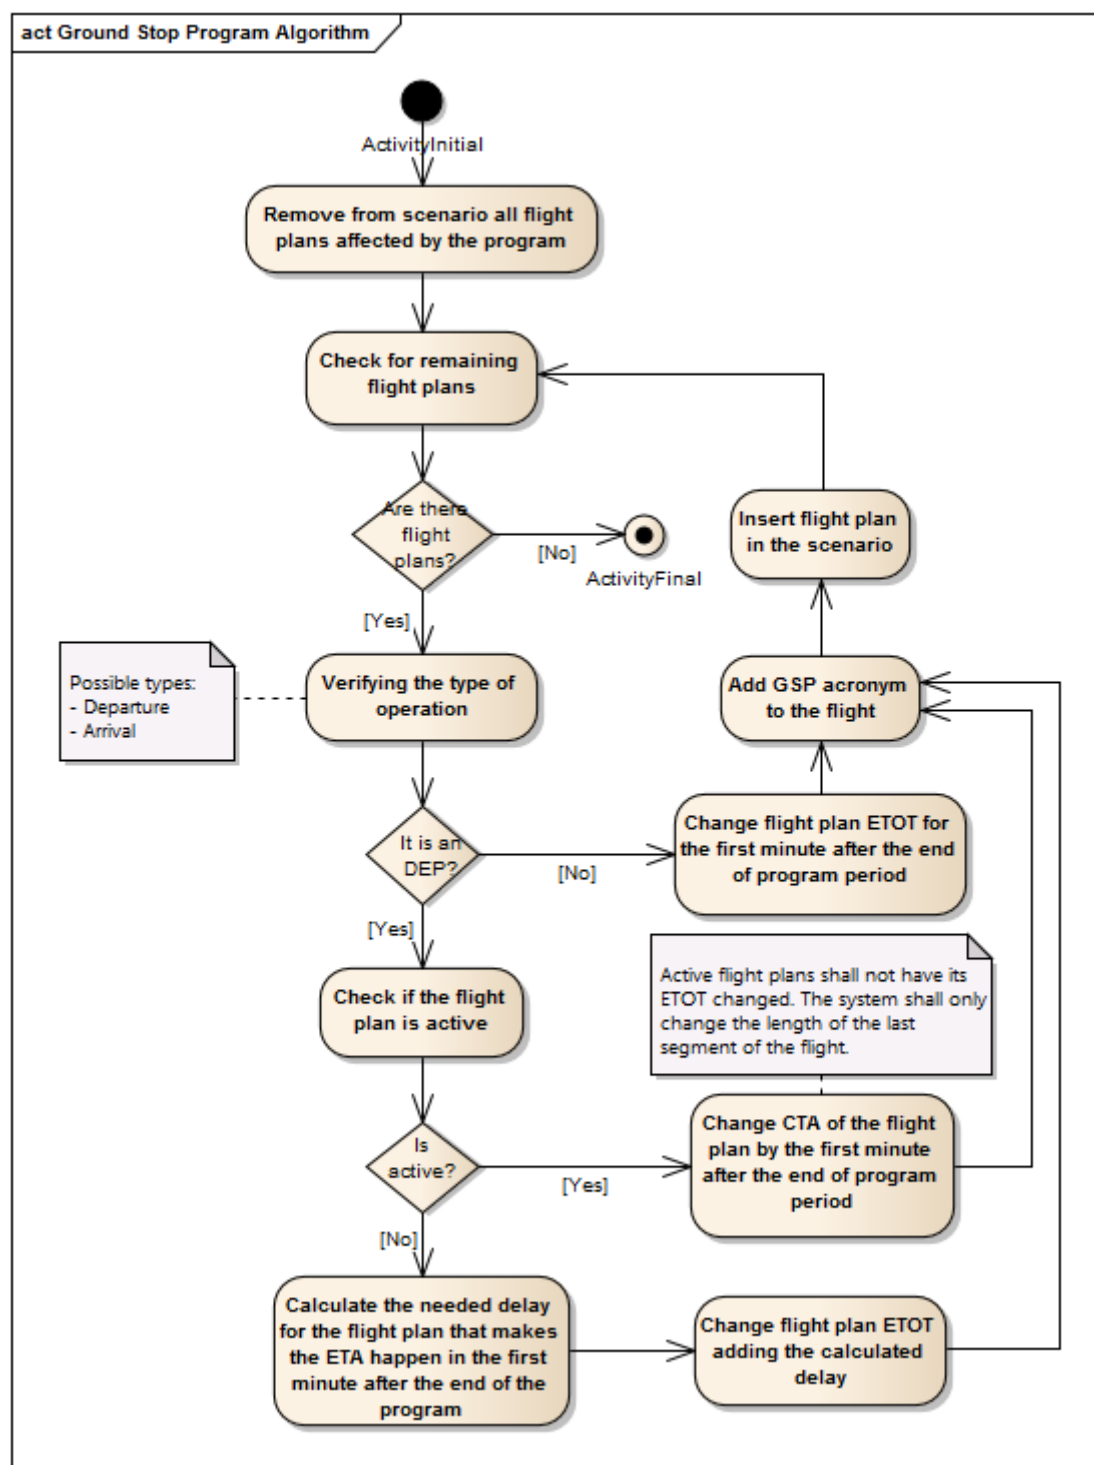 act Ground Stop Program Algorithm
ActivityInitial
Remove from scenario all flight
plans affected by the program
Check for remaining
flight plans
Are there
flight
plans?
[No]
ActivityFinal
Insert flight plan
in the scenario
[Yes]
Possible types:
- Departure
- Arrival
Verifying the type of
operation
Add GSP acronym
to the flight
It is an
DEP?
[No]
Change flight plan ETOT for
the first minute after the end
of program period
[Yes]
Check if the flight
plan is active
Active flight plans shall not have its
ETOT changed. The system shall only
change the length of the last
segment of the flight.
Is
active?
[Yes]
Change CTA of the flight
plan by the first minute
after the end of program
period
[No]
Calculate the needed delay
for the flight plan that makes
the ETA happen in the first
minute after the end of the
program
Change flight plan ETOT
adding the calculated
delay